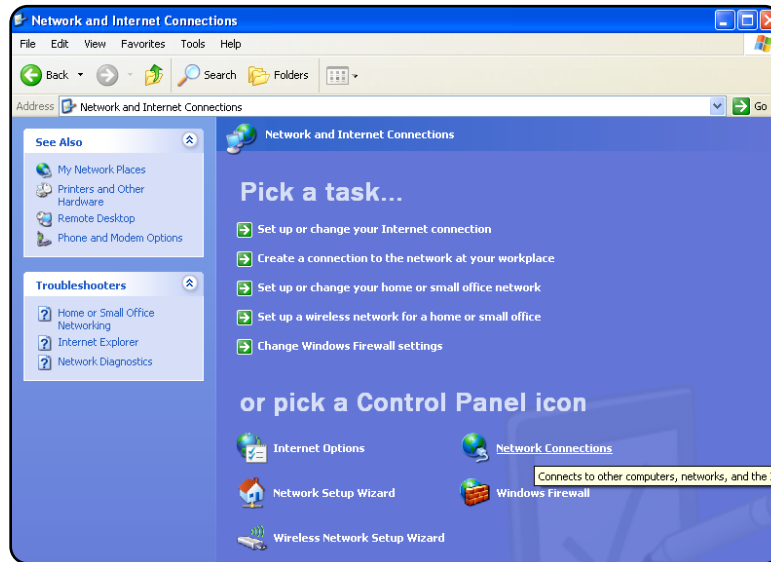 Network and Internet Connections
File Edit View Favorites Tools Help
Back Search Folders
Address Network and Internet Connections Go
See Also
My Network Places
Printers and Other
Hardware
Remote Desktop
Phone and Modem Options
Troubleshooters
Home or Small Office
Networking
Internet Explorer
Network Diagnostics
Network and Internet Connections
Pick a task...
Set up or change your Internet connection
Create a connection to the network at your workplace
Set up or change your home or small office network
Set up a wireless network for a home or small office
Change Windows Firewall settings
or pick a Control Panel icon
Internet Options
Network Connections
Connects to other computers, networks, and the
Network Setup Wizard
Windows Firewall
Wireless Network Setup Wizard